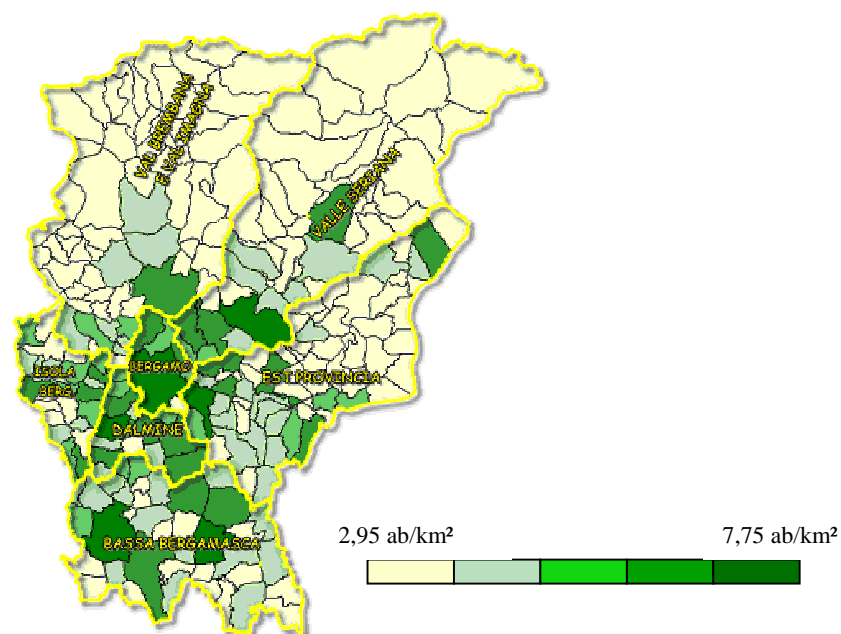 VAL BREMBANA
E VAL IMAGNA
VALLE SERIANA
BERGAMO
ISOLA
BERG.
EST PROVINCIA
DALMINE
2,95 ab/km²
7,75 ab/km²
BASSA BERGAMASCA